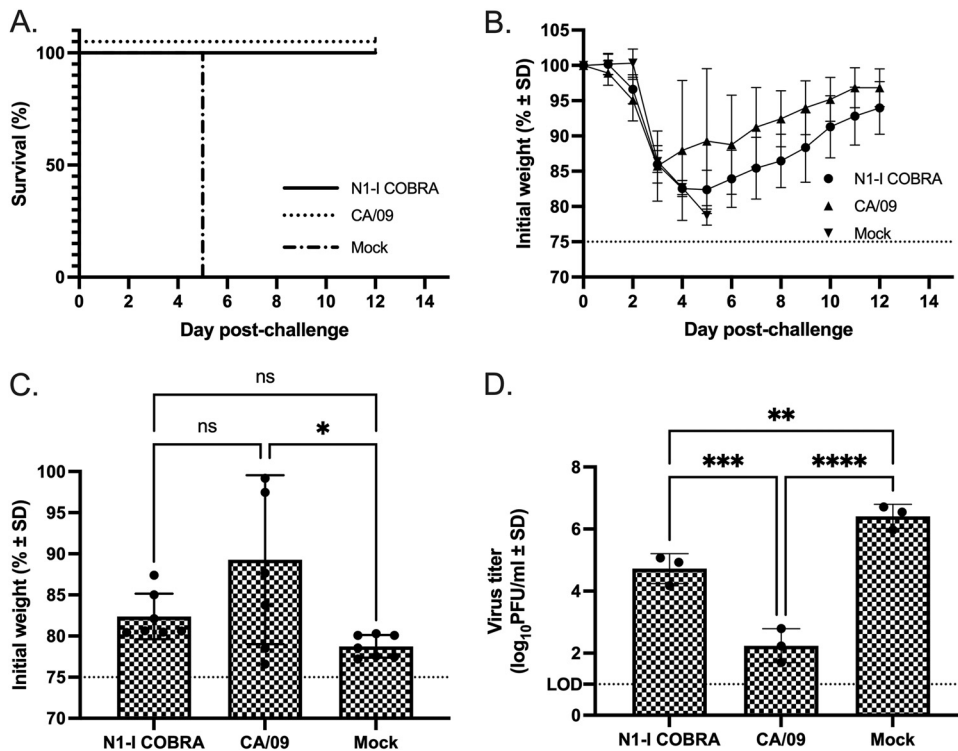 A.
Survival (%)
100
50
0
0 2 4 6 8 10 12 14
Day post-challenge
N1-I COBRA
CA/09
Mock
B.
Initial weight (% ± SD)
105
100
95
90
85
80
75
70
0 2 4 6 8 10 12 14
Day post-challenge
N1-I COBRA
CA/09
Mock
C.
ns
ns *
Initial weight (% ± SD)
100
95
90
85
80
75
70
N1-I COBRA CA/09 Mock
D.
**
*** ****
Virus titer
(log10PFU/ml ± SD)
8
6
4
2
LOD
0
N1-I COBRA CA/09 Mock